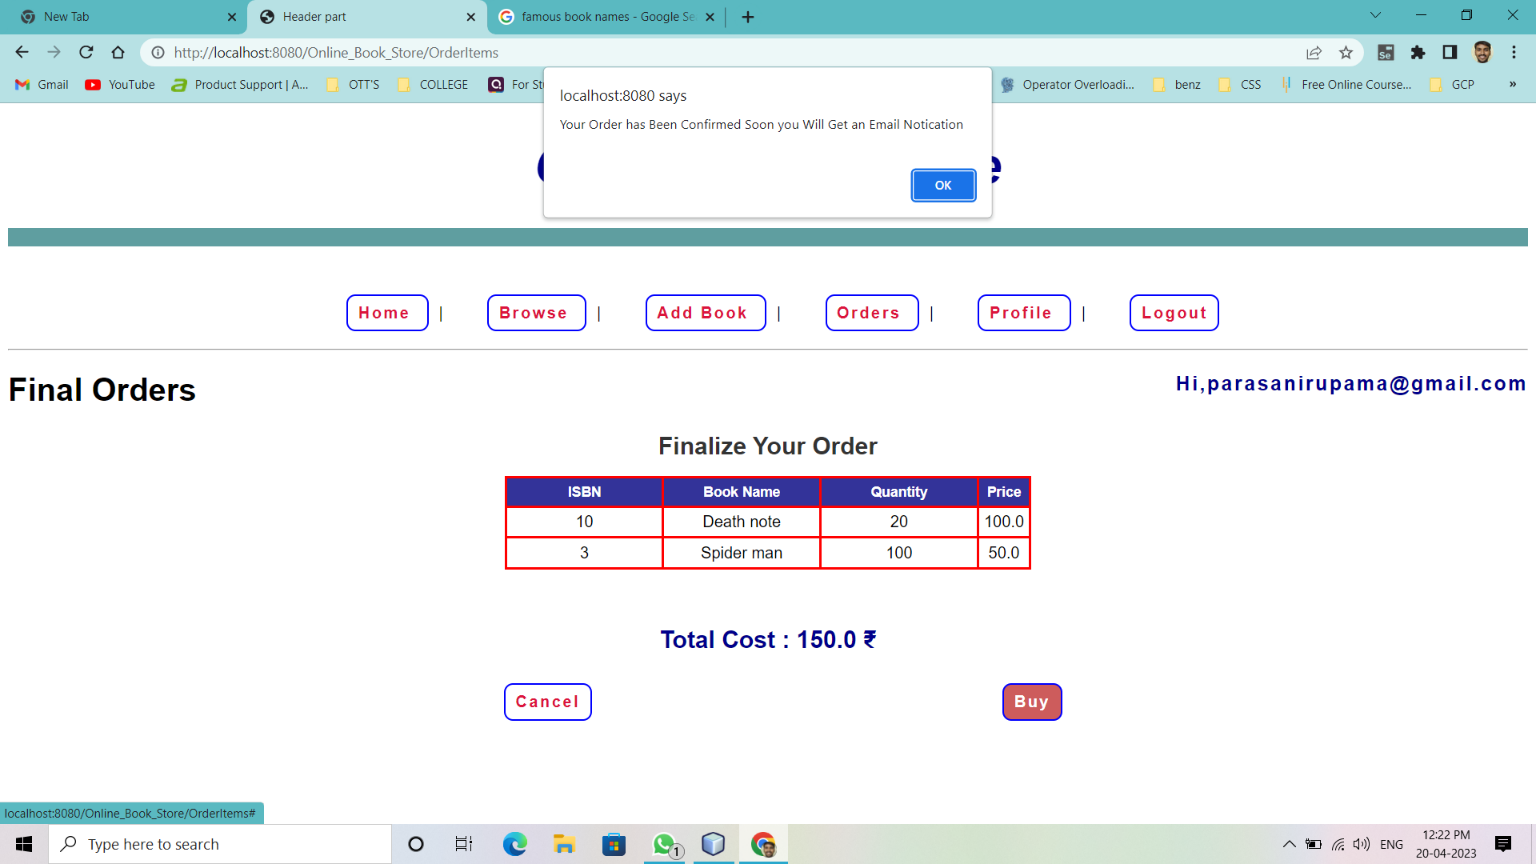 New Tab
Header part
famous book names - Google Se
http://localhost:8080/Online_Book_Store/OrderItems
Se
Gmail
YouTube
Product Support | A...
OTT'S
COLLEGE
For St
Operator Overloadi...
benz
CSS
Free Online Course...
GCP
»
localhost:8080 says
Your Order has Been Confirmed Soon you Will Get an Email Notication
OK
e
Home |
Browse |
Add Book |
Orders |
Profile |
Logout
Final Orders
Hi,parasanirupama@gmail.com
Finalize Your Order
ISBN Book Name Quantity Price
10 Death note 20 100.0
3 Spider man 100 50.0
Total Cost : 150.0 ₹
Cancel
Buy
localhost:8080/Online_Book_Store/OrderItems#
Type here to search
1
ENG
12:22 PM
20-04-2023